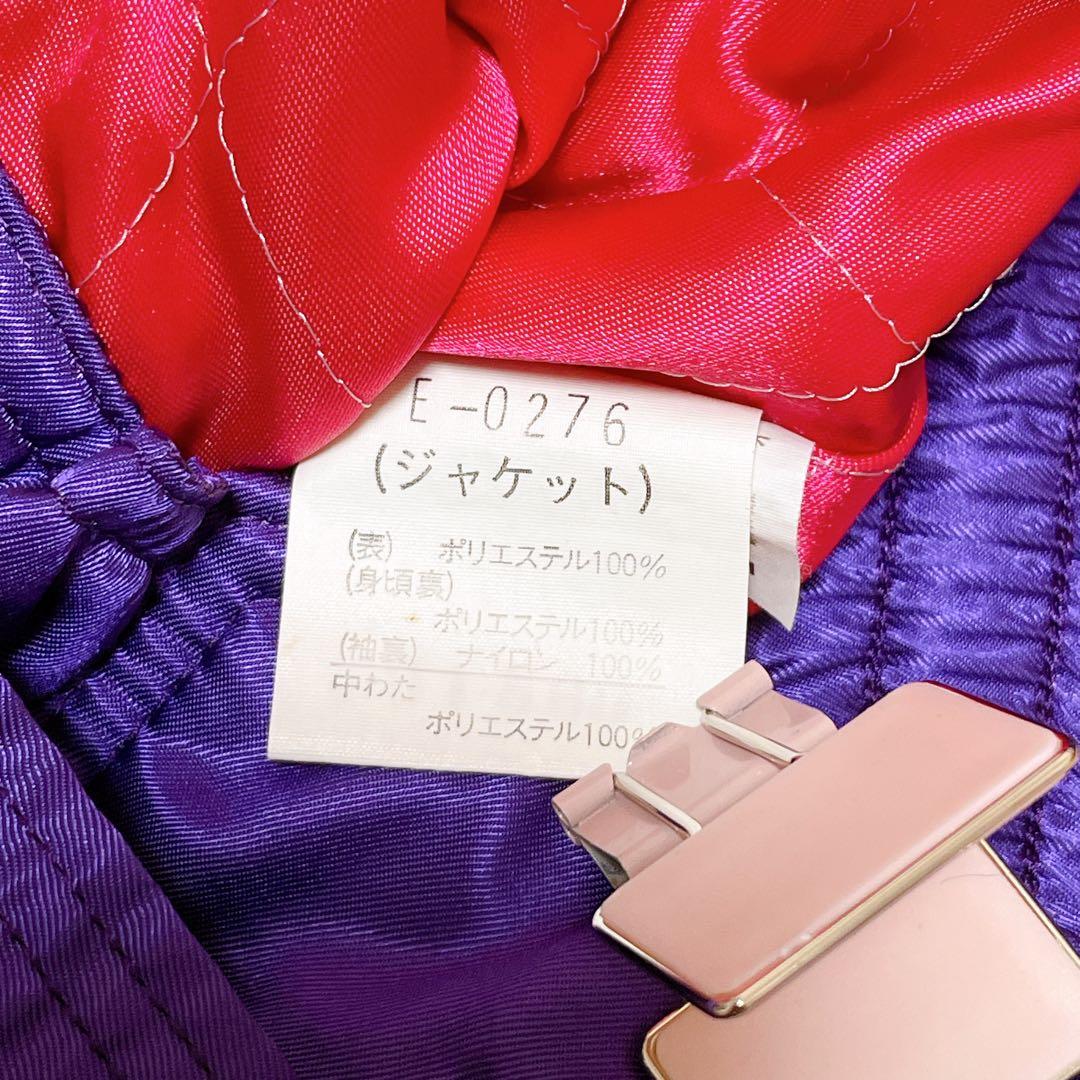 E-0276
(ジャケット)
(表) ポリエステル100%
(身頃裏)
ポリエステル100%
(袖裏) ナイロン 100%
中わた
ポリエステル100%